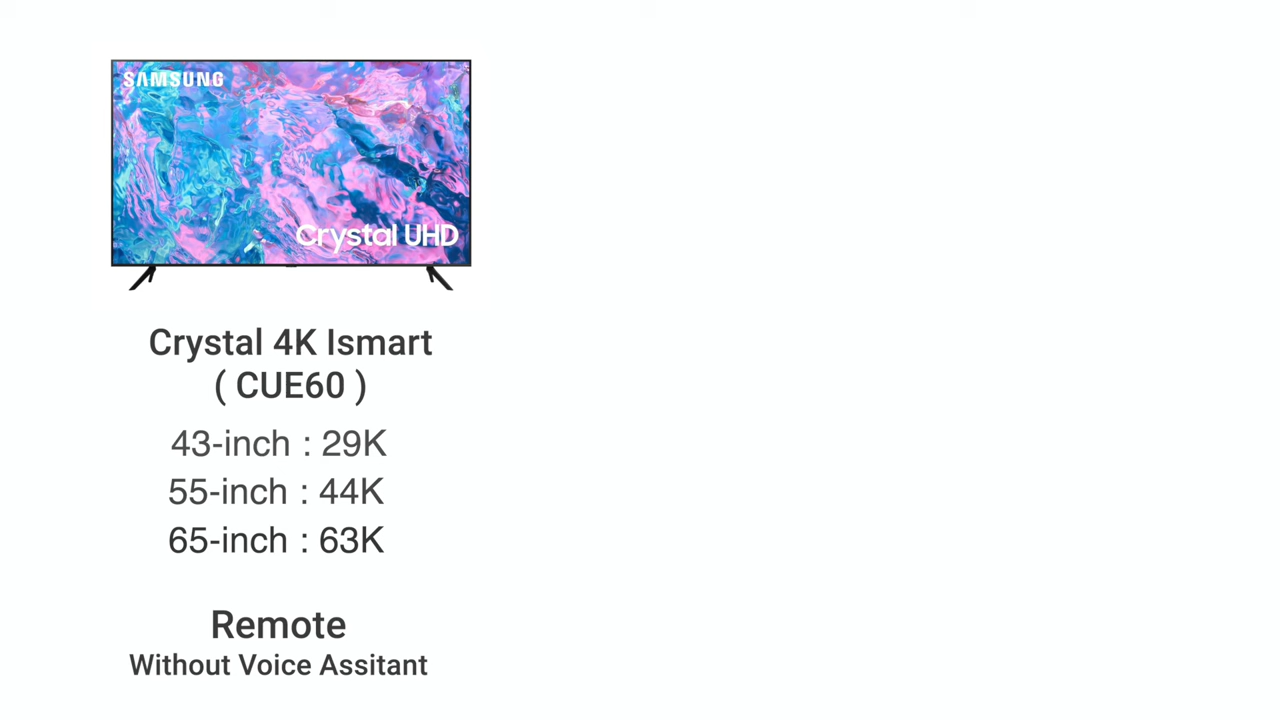 SAMSUNG
Crystal UHD
Crystal 4K Ismart
( CUE60 )
43-inch : 29K
55-inch : 44K
65-inch : 63K
Remote
Without Voice Assitant